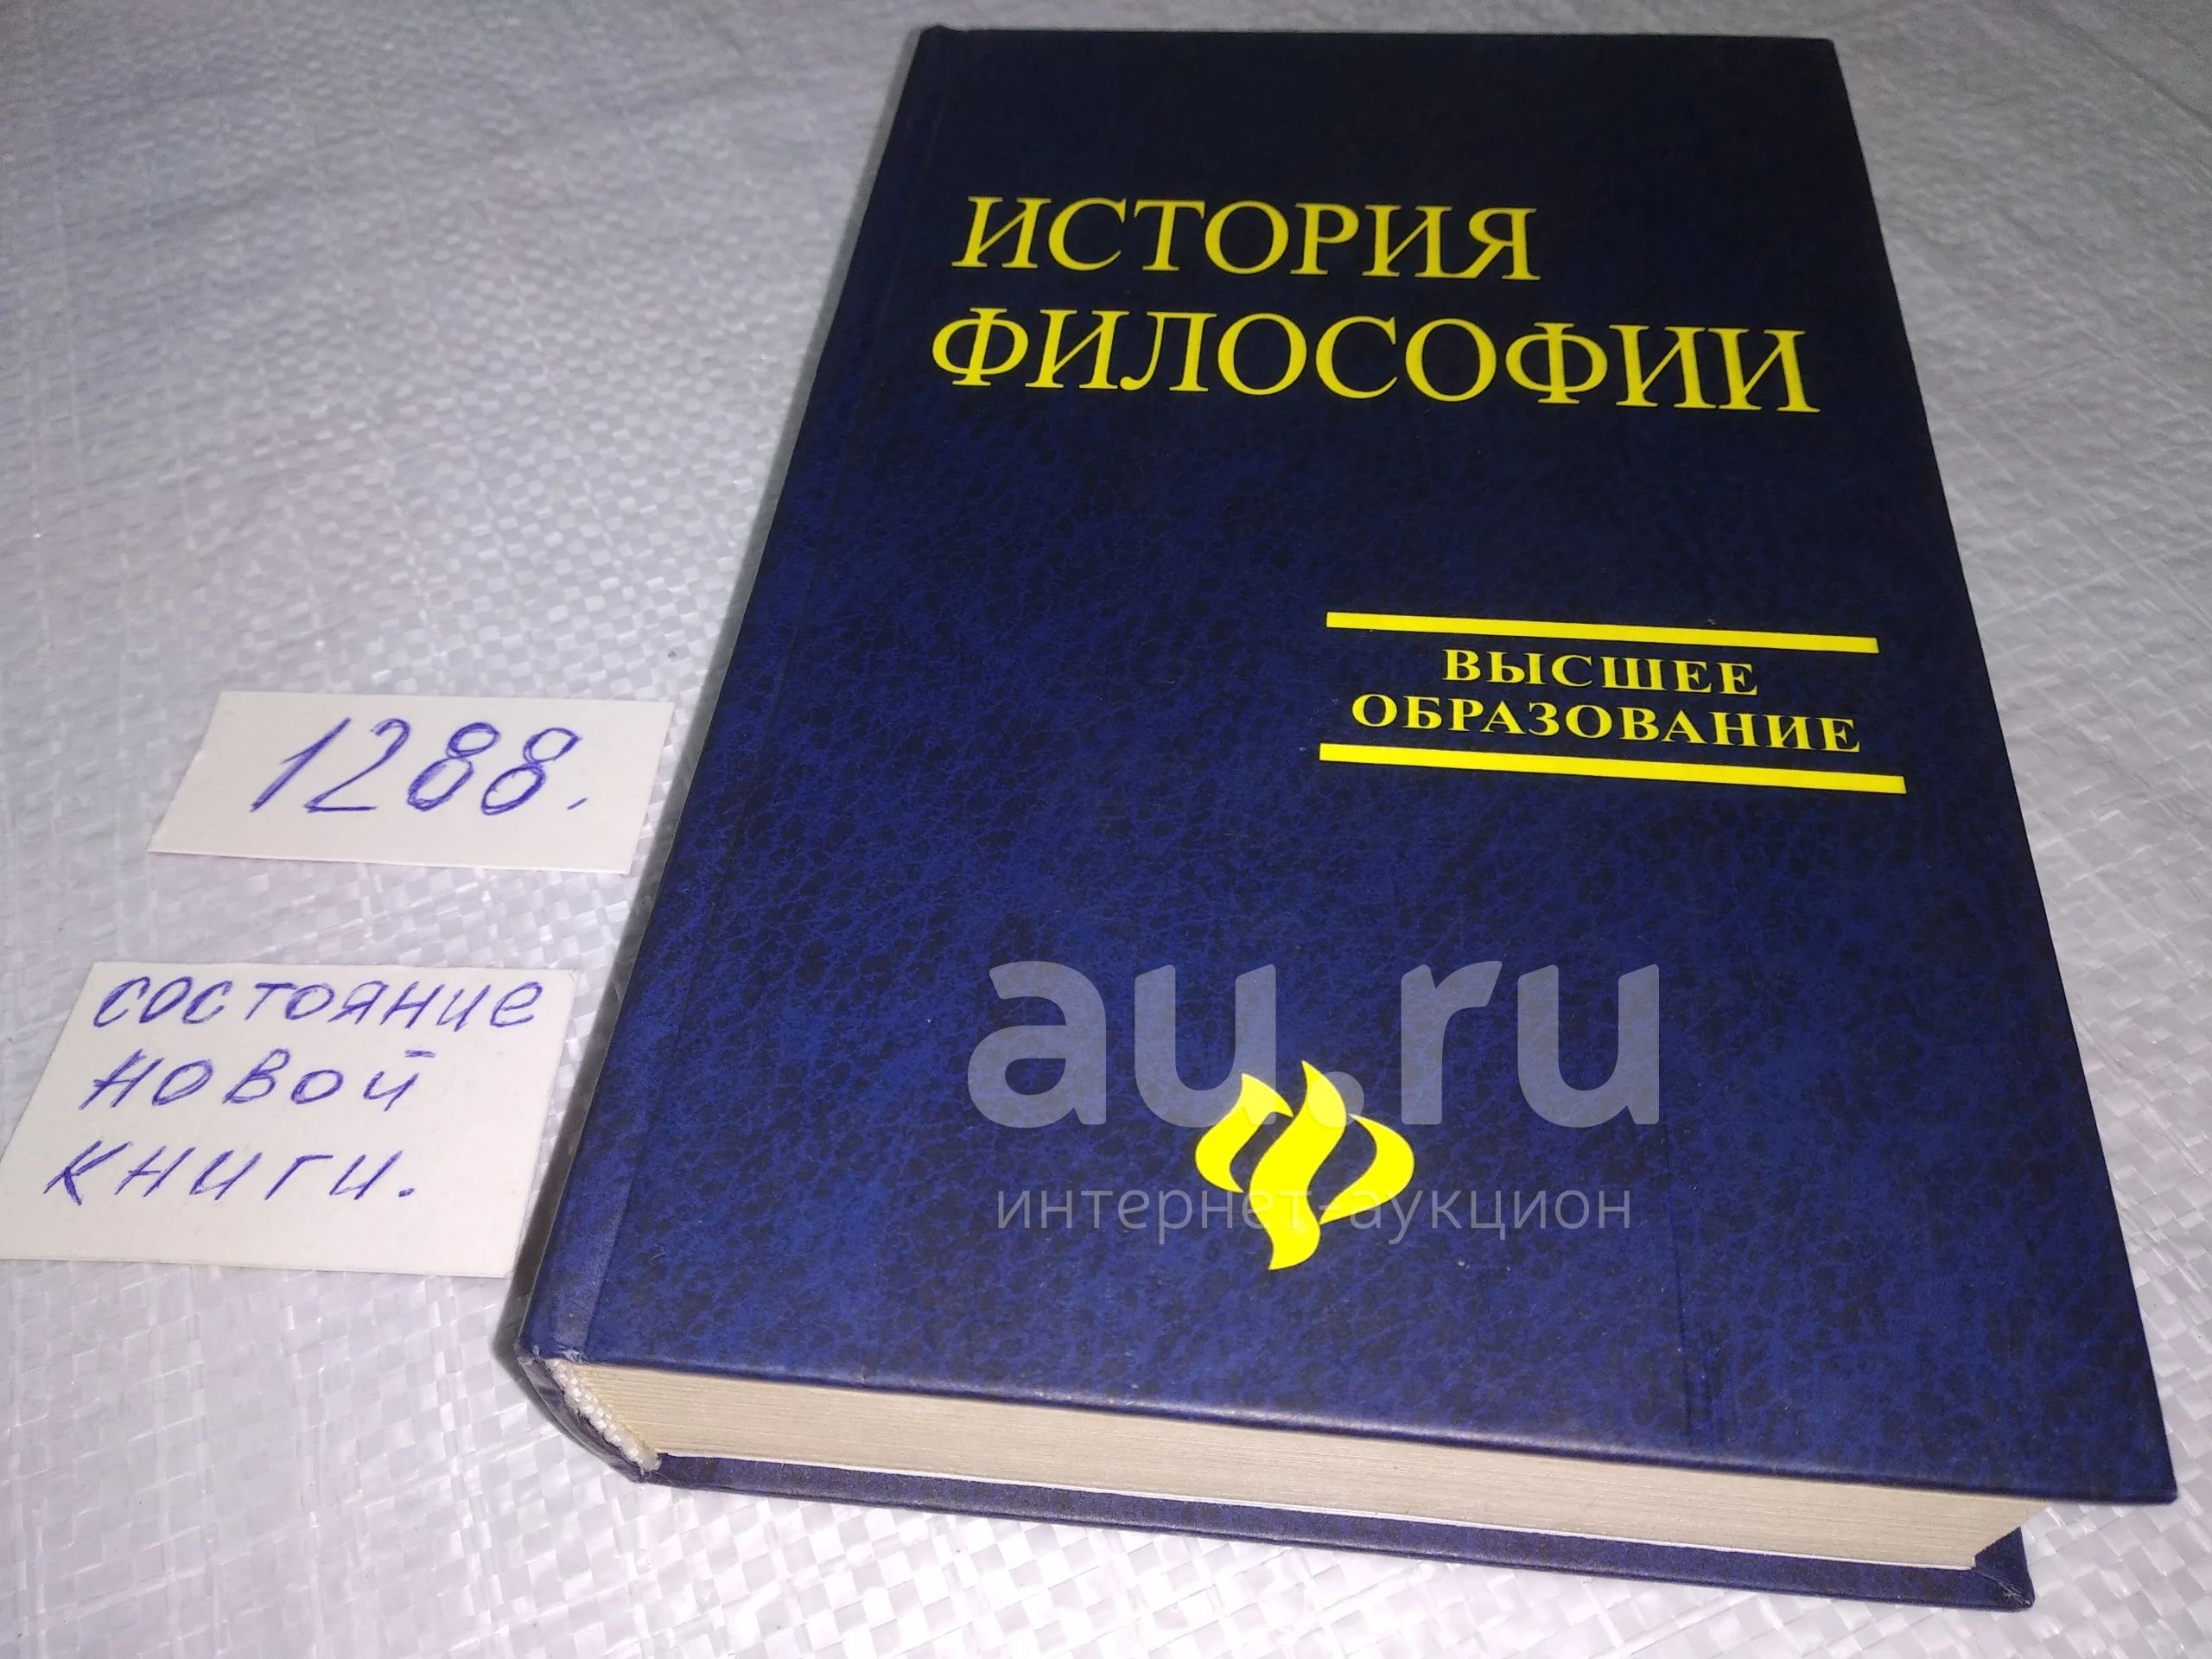 ИСТОРИЯ
ФИЛОСОФИИ
ВЫСШЕЕ
ОБРАЗОВАНИЕ
1288.
состояние
новой
книги.
au.ru
интернет-аукцион